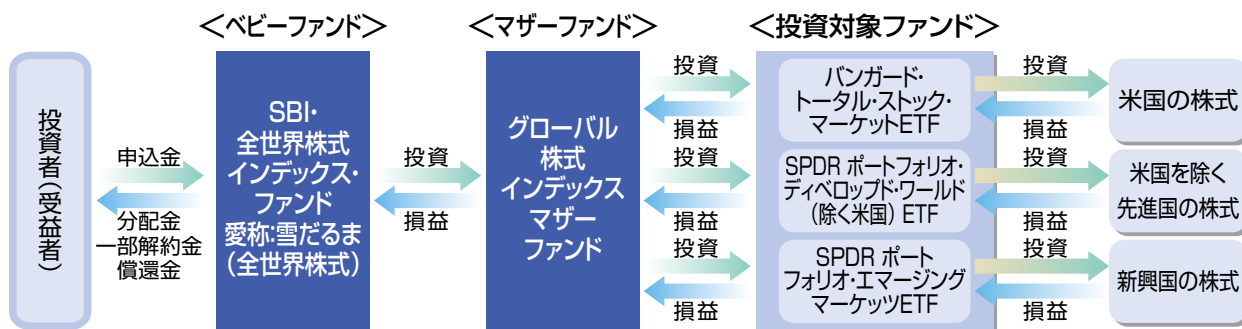 <ベビーファンド>
<マザーファンド>
<投資対象ファンド>
投資者(受益者)
申込金
分配金
一部解約金
償還金
SBI・
全世界株式
インデックス・
ファンド
愛称:雪だるま
(全世界株式)
投資
損益
グローバル
株式
インデックス
マザー
ファンド
投資
損益
投資
損益
投資
損益
バンガード・
トータル・ストック・
マーケットETF
SPDR ポートフォリオ・
ディベロップド・ワールド
(除く米国) ETF
SPDR ポート
フォリオ・エマージング
マーケッツETF
投資
損益
投資
損益
投資
損益
米国の株式
米国を除く
先進国の株式
新興国の株式